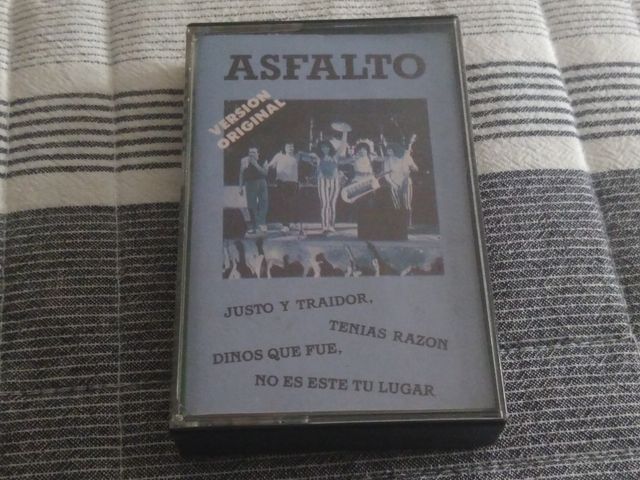 ASFALTO
VERSION
ORIGINAL
JUSTO Y TRAIDOR,
TENIAS RAZON
DINOS QUE FUE,
NO ES ESTE TU LUGAR